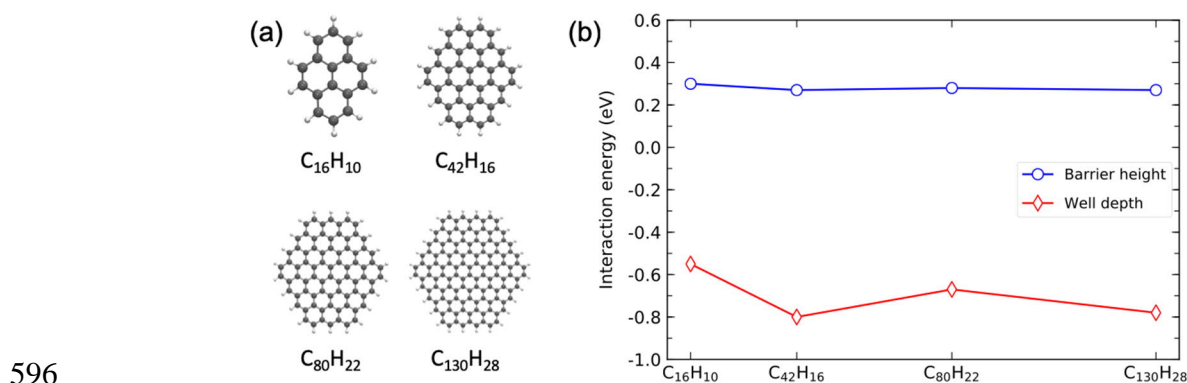 (a)
C₁₆H₁₀
C₄₂H₁₆
C₈₀H₂₂
C₁₃₀H₂₈
(b)
Interaction energy (eV)
0.6
0.4
0.2
0.0
-0.2
-0.4
-0.6
-0.8
-1.0
Barrier height
Well depth
C₁₆H₁₀
C₄₂H₁₆
C₈₀H₂₂
C₁₃₀H₂₈
596